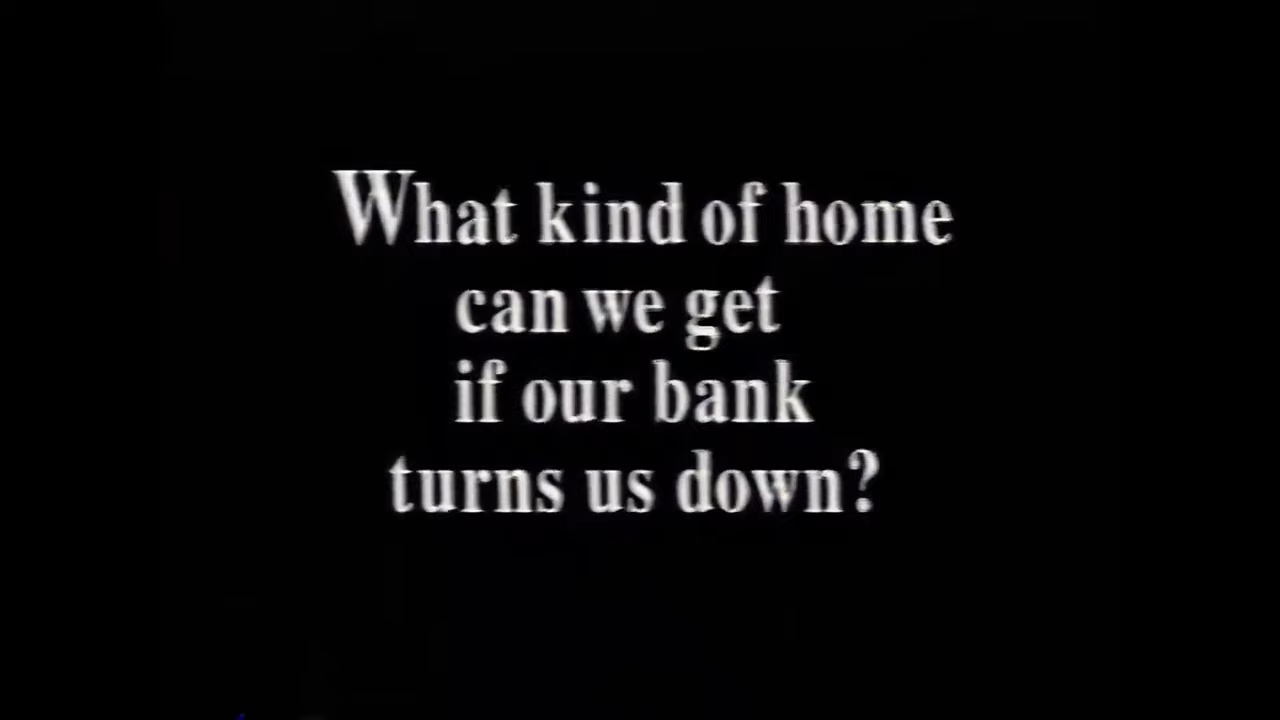 What kind of home
can we get
if our bank
turns us down?